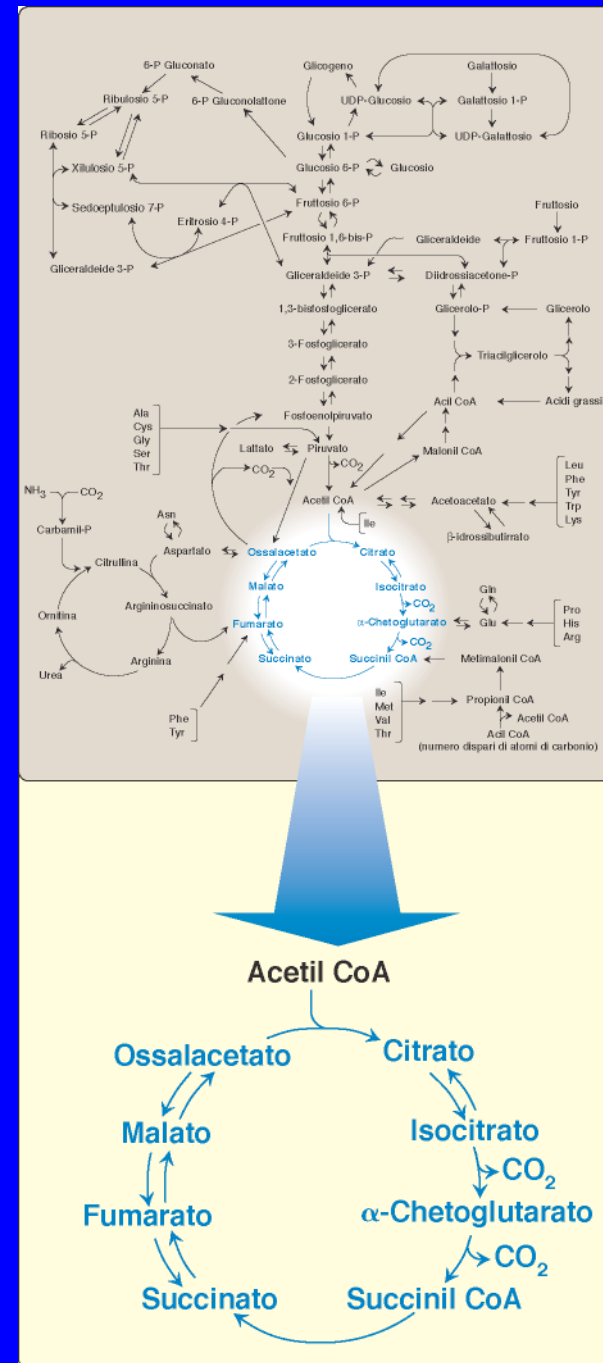 6-P Gluconato
Glicogeno
Galattosio
Ribulosio 5-P
6-P Gluconolattone
UDP-Glucosio
Galattosio 1-P
Ribosio 5-P
Glucosio 1-P
UDP-Galattosio
Xilulosio 5-P
Glucosio 6-P
Glucosio
Sedoeptulosio 7-P
Fruttosio 6-P
Eritrosio 4-P
Fruttosio
Fruttosio 1,6-bis-P
Gliceraldeide
Fruttosio 1-P
Gliceraldeide 3-P
Gliceraldeide 3-P
Diidrossiacetone-P
1,3-bisfosfoglicerato
Glicerolo-P
Glicerolo
3-Fosfoglicerato
Triacilglicerolo
2-Fosfoglicerato
Acil CoA
Acidi grassi
Fosfoenolpiruvato
Ala
Cys
Gly
Ser
Thr
Lattato
Piruvato
Malonil CoA
CO2
CO2
Leu
Phe
Tyr
Trp
Lys
NH3
CO2
Acetil CoA
Acetoacetato
Ile
β-idrossibutirrato
Carbamil-P
Asn
Aspartato
Ossalacetato
Citrato
Citrullina
Malato
Isocitrato
Gln
CO2
Argininosuccinato
Ornitina
Fumarato
α-Chetoglutarato
Glu
Pro
His
Arg
CO2
Arginina
Succinato
Succinil CoA
Metilmalonil CoA
Urea
Ile
Met
Val
Thr
Propionil CoA
Acetil CoA
Phe
Tyr
Acil CoA
(numero dispari di atomi di carbonio)
Acetil CoA
Ossalacetato
Citrato
Malato
Isocitrato
CO2
Fumarato
α-Chetoglutarato
CO2
Succinato
Succinil CoA